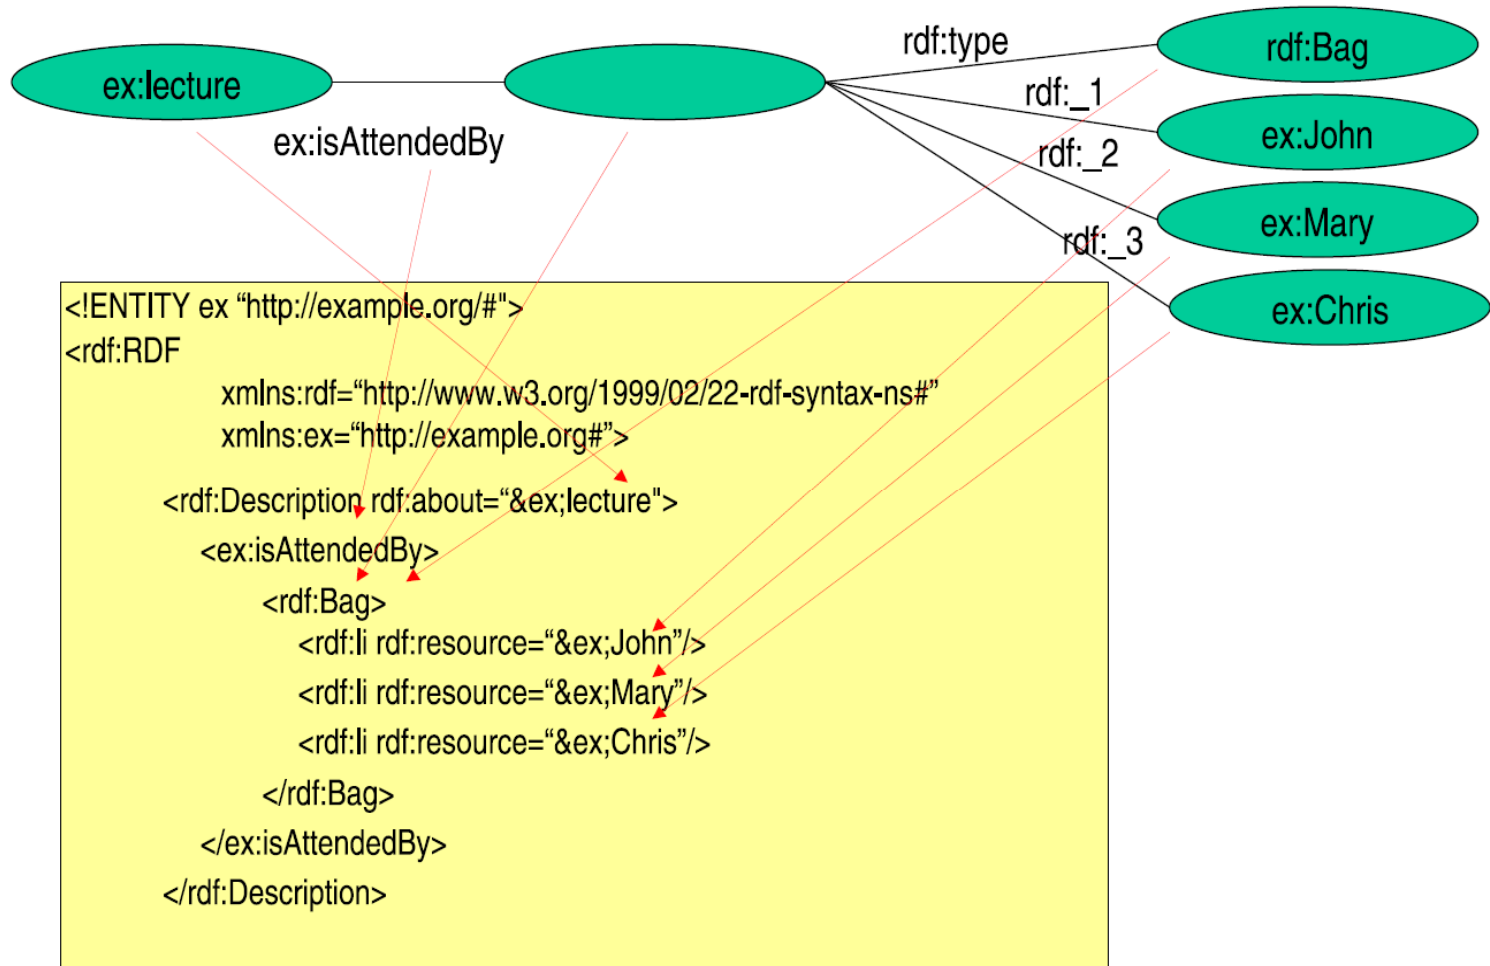 rdf:type
rdf:Bag
ex:lecture
rdf:_1
ex:John
ex:isAttendedBy
rdf:_2
ex:Mary
rdf:_3
ex:Chris
<!ENTITY ex “http://example.org/#">
<rdf:RDF
xmlns:rdf=“http://www.w3.org/1999/02/22-rdf-syntax-ns#”
xmlns:ex=“http://example.org#”>
<rdf:Description rdf:about=“&ex;lecture">
<ex:isAttendedBy>
<rdf:Bag>
<rdf:li rdf:resource=“&ex;John”/>
<rdf:li rdf:resource=“&ex;Mary”/>
<rdf:li rdf:resource=“&ex;Chris”/>
</rdf:Bag>
</ex:isAttendedBy>
</rdf:Description>